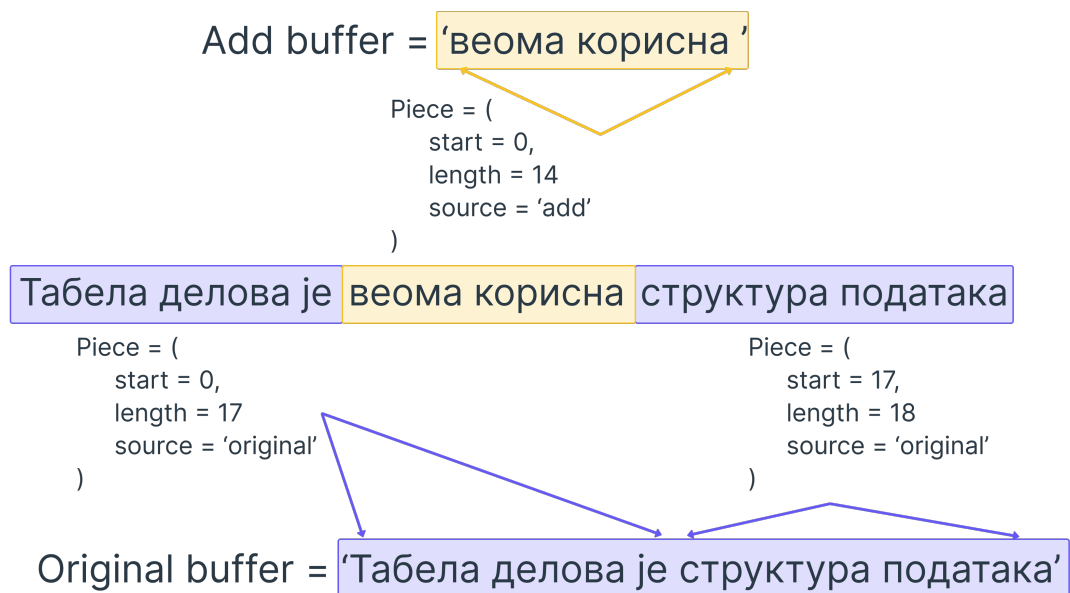 Add buffer = ‘веома корисна ’
Piece = (
start = 0,
length = 14
source = ‘add’
)
Табела делова је веома корисна структура података
Piece = (
start = 0,
length = 17
source = ‘original’
)
Piece = (
start = 17,
length = 18
source = ‘original’
)
Original buffer = ‘Табела делова је структура података’